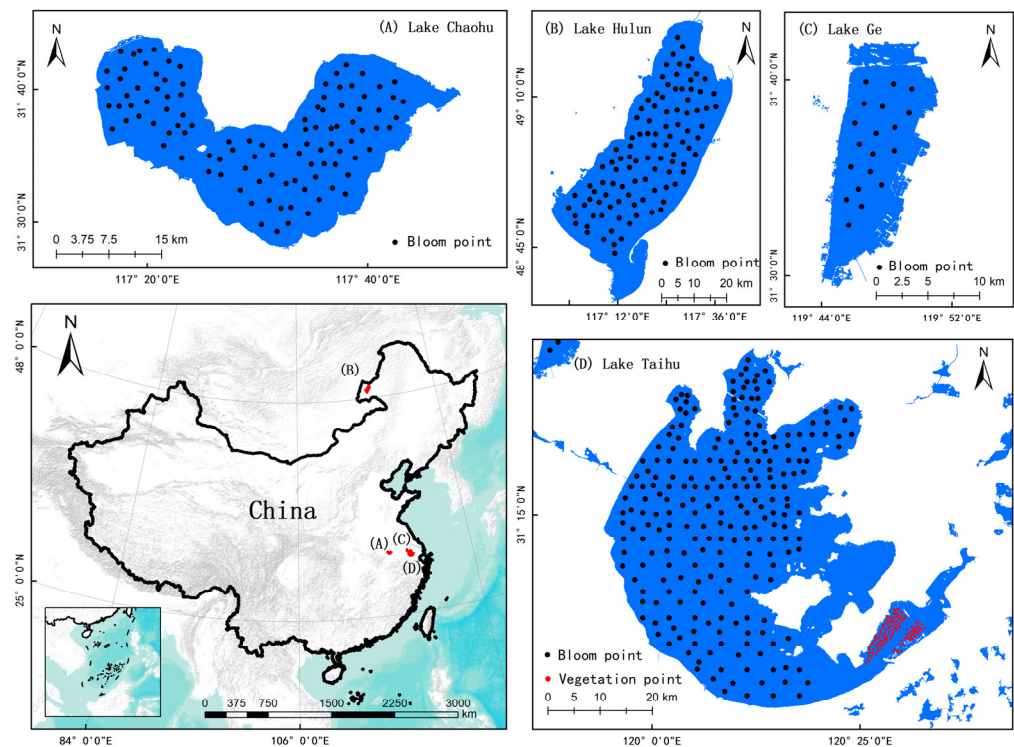 (A) Lake Chaohu
N
31° 40′0″N
31° 30′0″N
0 3.75 7.5 15 km
Bloom point
117° 20′0″E
117° 40′0″E
(B) Lake Hulun
N
49° 10′0″N
48° 45′0″N
Bloom point
0 5 10 20 km
117° 12′0″E
117° 36′0″E
(C) Lake Ge
N
31° 40′0″N
31° 30′0″N
Bloom point
0 2.5 5 10 km
119° 44′0″E
119° 52′0″E
N
48° 0′0″N
25° 0′0″N
(B)
China
(A)
(C)
(D)
0 375 750 1500 2250 3000
km
84° 0′0″E
106° 0′0″E
(D) Lake Taihu
N
31° 15′0″N
Bloom point
Vegetation point
0 5 10 20 km
120° 0′0″E
120° 25′0″E